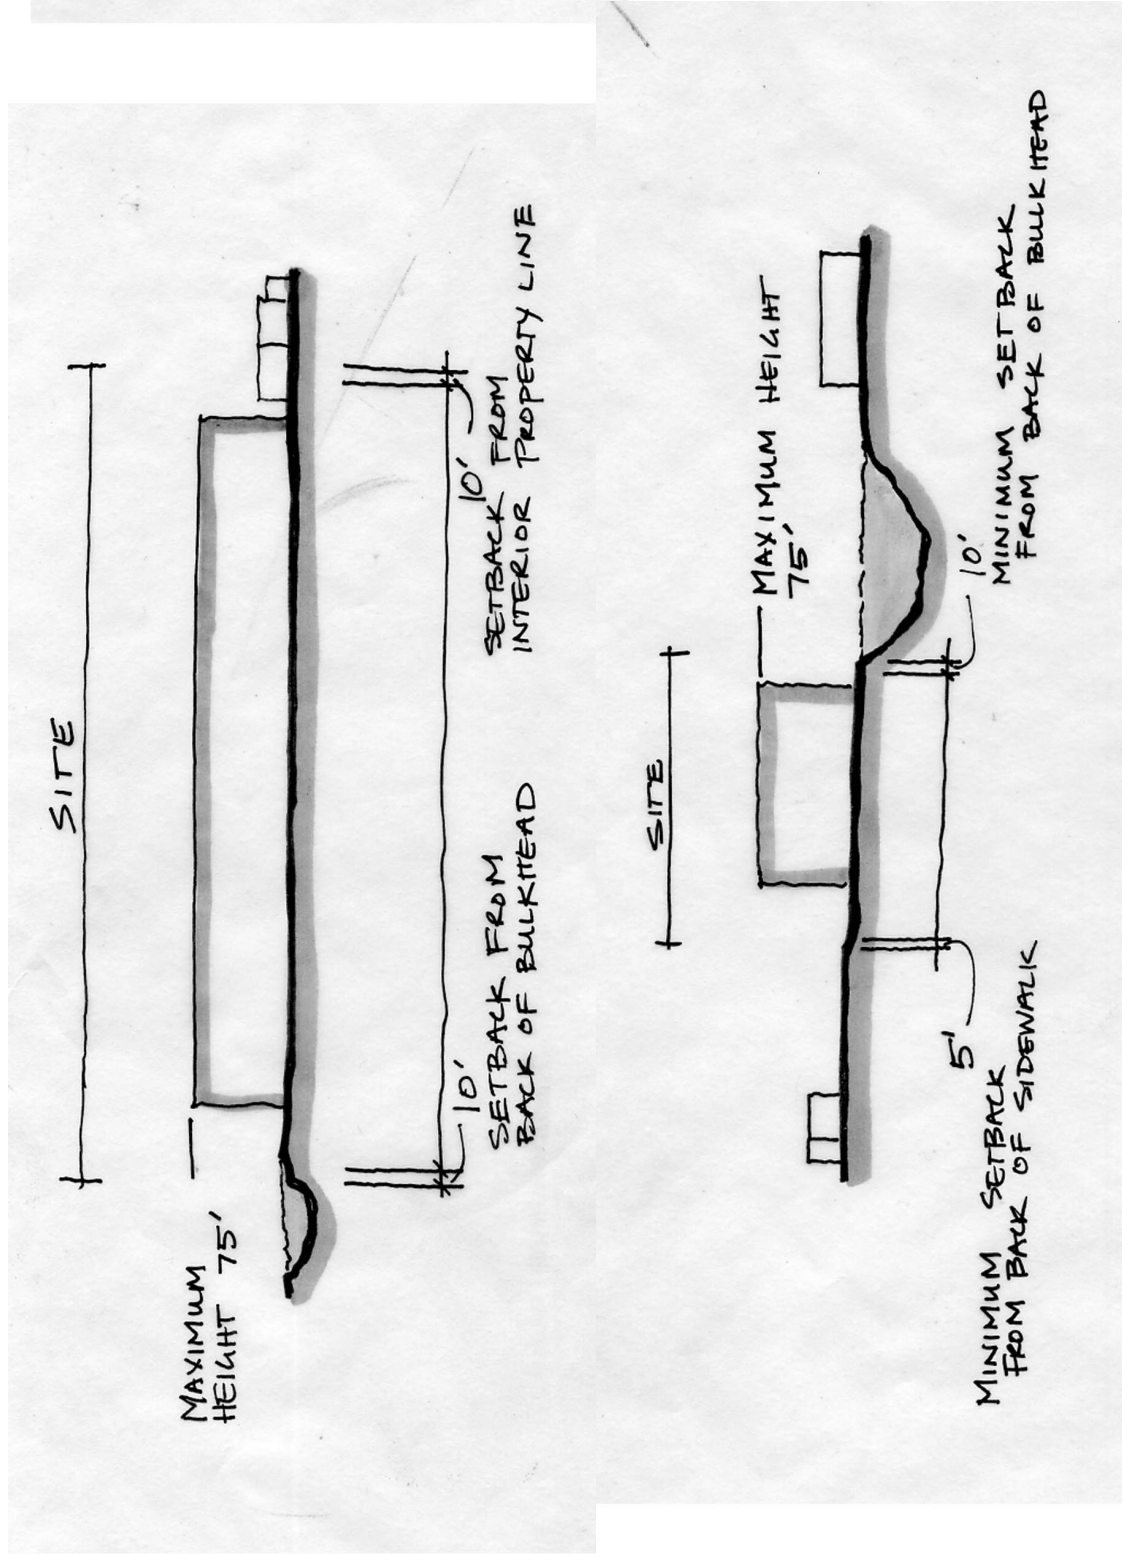 SITE
MAXIMUM
HEIGHT 75'
10'
SETBACK FROM
BACK OF BULKHEAD
10'
SETBACK FROM
INTERIOR PROPERTY LINE
SITE
MAXIMUM HEIGHT
75'
5'
MINIMUM SETBACK
FROM BACK OF SIDEWALK
10'
MINIMUM SETBACK
FROM BACK OF BULKHEAD